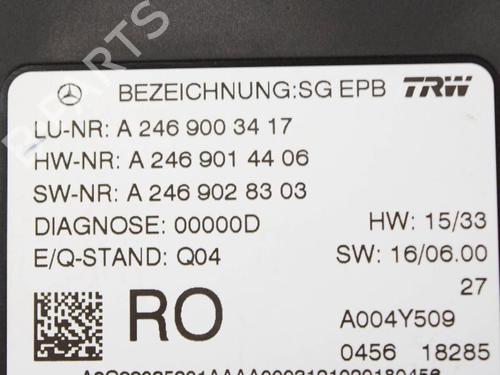 BEZEICHNUNG:SG EPB TRW
LU-NR: A 246 900 34 17
HW-NR: A 246 901 44 06
SW-NR: A 246 902 83 03
DIAGNOSE: 00000D HW: 15/33
E/Q-STAND: Q04 SW: 16/06.00
27
RO A004Y509
0456 18285